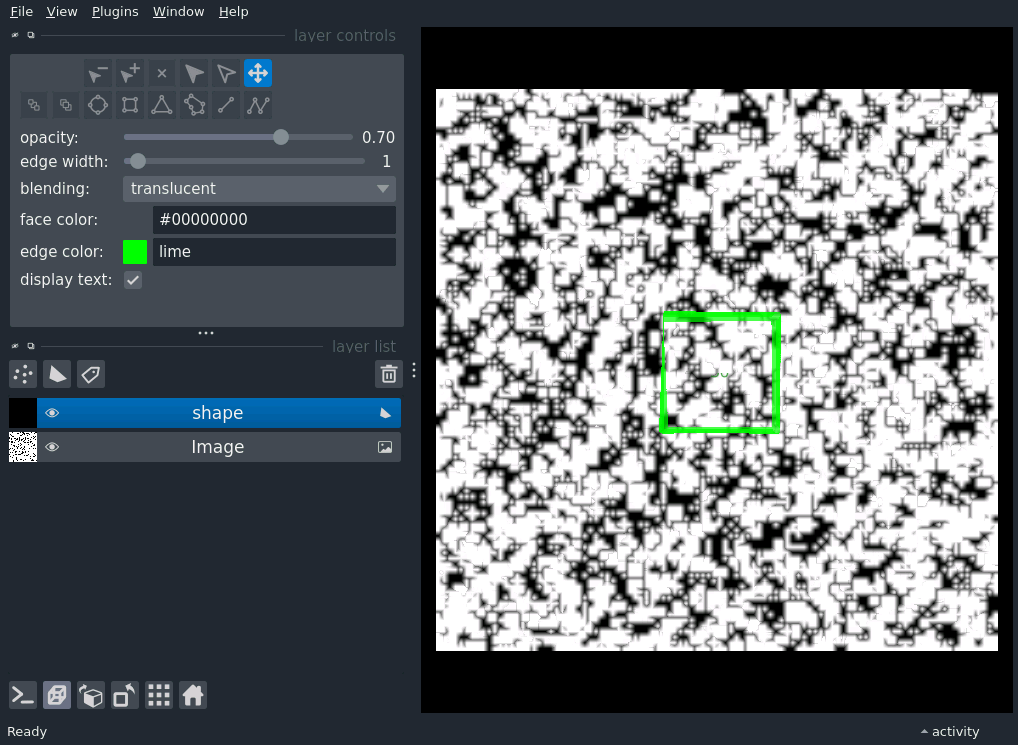 File View Plugins Window Help
layer controls
opacity: 0.70
edge width: 1
blending: translucent
face color: #00000000
edge color: lime
display text:
layer list
shape
Image
Ready activity